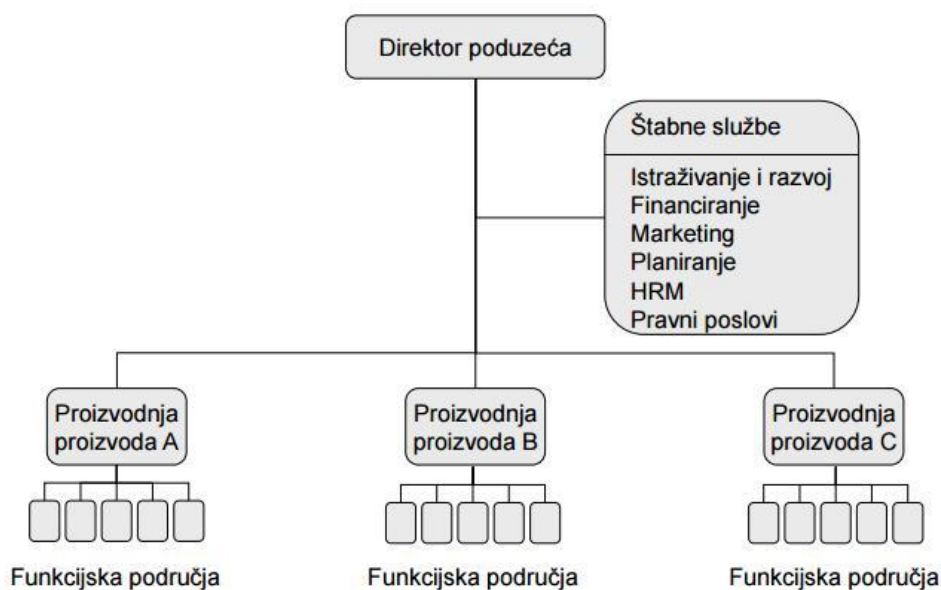 Direktor poduzeća
Štabne službe
Istraživanje i razvoj
Financiranje
Marketing
Planiranje
HRM
Pravni poslovi
Proizvodnja
proizvoda A
Proizvodnja
proizvoda B
Proizvodnja
proizvoda C
Funkcijska područja
Funkcijska područja
Funkcijska područja